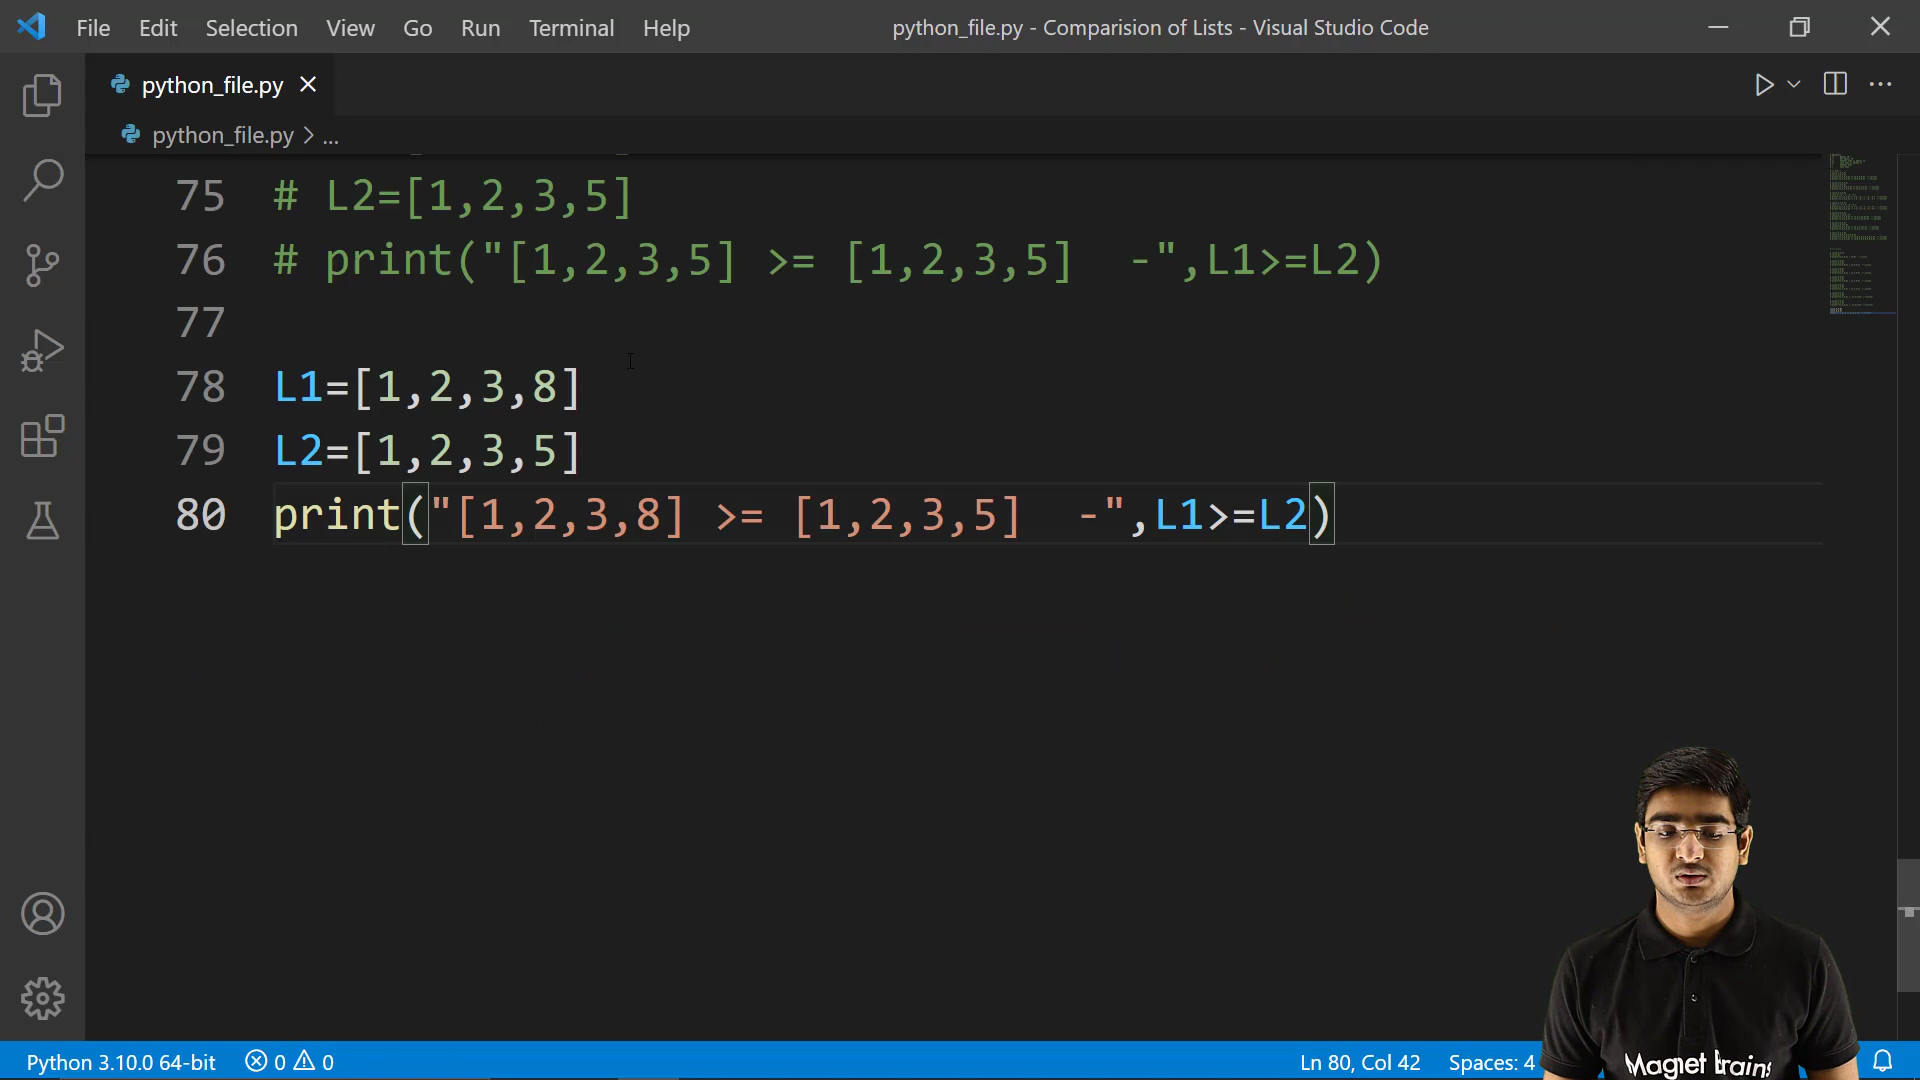 File Edit Selection View Go Run Terminal Help python_file.py - Comparision of Lists - Visual Studio Code
python_file.py
python_file.py > ...
75 # L2=[1,2,3,5]
76 # print("[1,2,3,5] >= [1,2,3,5]  -",L1>=L2)
77
78 L1=[1,2,3,8]
79 L2=[1,2,3,5]
80 print("[1,2,3,8] >= [1,2,3,5]  -",L1>=L2)
Python 3.10.0 64-bit 0 0 Ln 80, Col 42 Spaces: 4
Magnet Brains